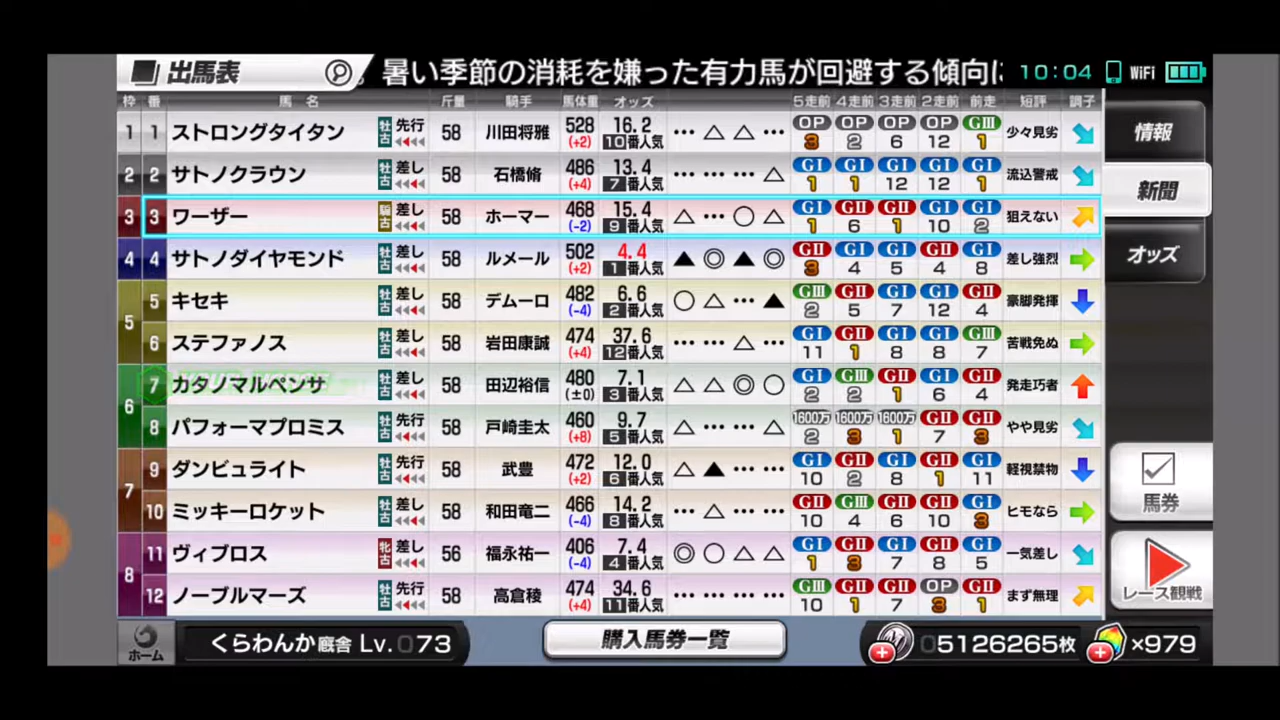 出馬表 暑い季節の消耗を嫌った有力馬が回避する傾向に 10:04 WiFi
枠 番 馬 名 斤量 騎手 馬体重 オッズ 5走前 4走前 3走前 2走前 前走 短評 調子
1 1 ストロングタイタン 牡古 先行 58 川田将雅 528 (+2) 16.2 10番人気 … △ △ … OP 3 OP 2 OP 6 OP 12 GIII 1 少々見劣
2 2 サトノクラウン 牡古 差し 58 石橋脩 486 (+4) 13.4 7番人気 … … … △ GI 1 GI 1 GI 12 GI 12 GI 1 流込警戒
3 3 ワーザー 騸古 差し 58 ホーマー 468 (-2) 15.4 9番人気 △ … ○ △ GI 1 GII 6 GII 1 GI 10 GI 2 狙えない
4 4 サトノダイヤモンド 牡古 差し 58 ルメール 502 (+2) 4.4 1番人気 ▲ ◎ ▲ ◎ GII 3 GI 4 GI 5 GII 4 GI 8 差し強烈
5 5 キセキ 牡古 差し 58 デムーロ 482 (-4) 6.6 2番人気 ○ △ … ▲ GIII 2 GII 5 GI 7 GI 12 GII 4 豪脚発揮
6 ステファノス 牡古 差し 58 岩田康誠 474 (+4) 37.6 12番人気 … … △ … GI 11 GII 1 GI 8 GI 8 GIII 7 苦戦免ぬ
6 7 カタノマルペンサ 牡古 差し 58 田辺裕信 480 (±0) 7.1 3番人気 △ △ ◎ ○ GI 2 GIII 2 GII 1 GI 6 GI 4 発走巧者
8 パフォーマプロミス 牡古 先行 58 戸崎圭太 460 (+8) 9.7 5番人気 △ … … △ 1600万 2 1600万 3 1600万 1 GII 7 GII 3 やや見劣
7 9 ダンビュライト 牡古 先行 58 武豊 472 (+2) 12.0 6番人気 △ ▲ … … GI 10 GII 2 GI 8 GII 1 GI 11 軽視禁物
10 ミッキーロケット 牡古 差し 58 和田竜二 466 (-4) 14.2 8番人気 … △ … … GII 10 GIII 4 GII 6 GII 10 GI 3 ヒモなら
8 11 ヴィブロス 牝古 差し 56 福永祐一 406 (-4) 7.4 4番人気 ◎ ○ △ △ GI 1 GII 3 GI 7 GI 8 GI 5 一気差し
12 ノーブルマーズ 牡古 先行 58 高倉稜 474 (+4) 34.6 11番人気 … … … … GIII 10 GII 1 GII 7 OP 3 GII 1 まず無理
情報
新聞
オッズ
馬券
レース観戦
ホーム くらわんか厩舎 Lv.073 購入馬券一覧 05126265枚 ×979